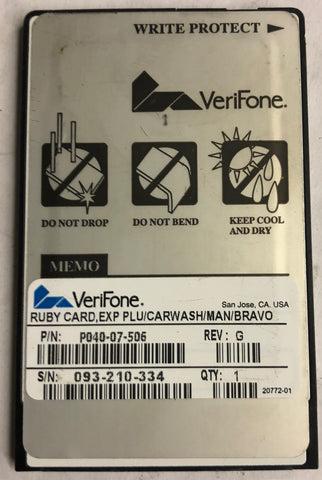 WRITE PROTECT ►
VeriFone.
1
DO NOT DROP
DO NOT BEND
KEEP COOL
AND DRY
MEMO
VeriFone.
San Jose, CA. USA
RUBY CARD,EXP PLU/CARWASH/MAN/BRAVO
P/N: P040-07-506 REV: G
S/N: 093-210-334 QTY: 1
20772-01